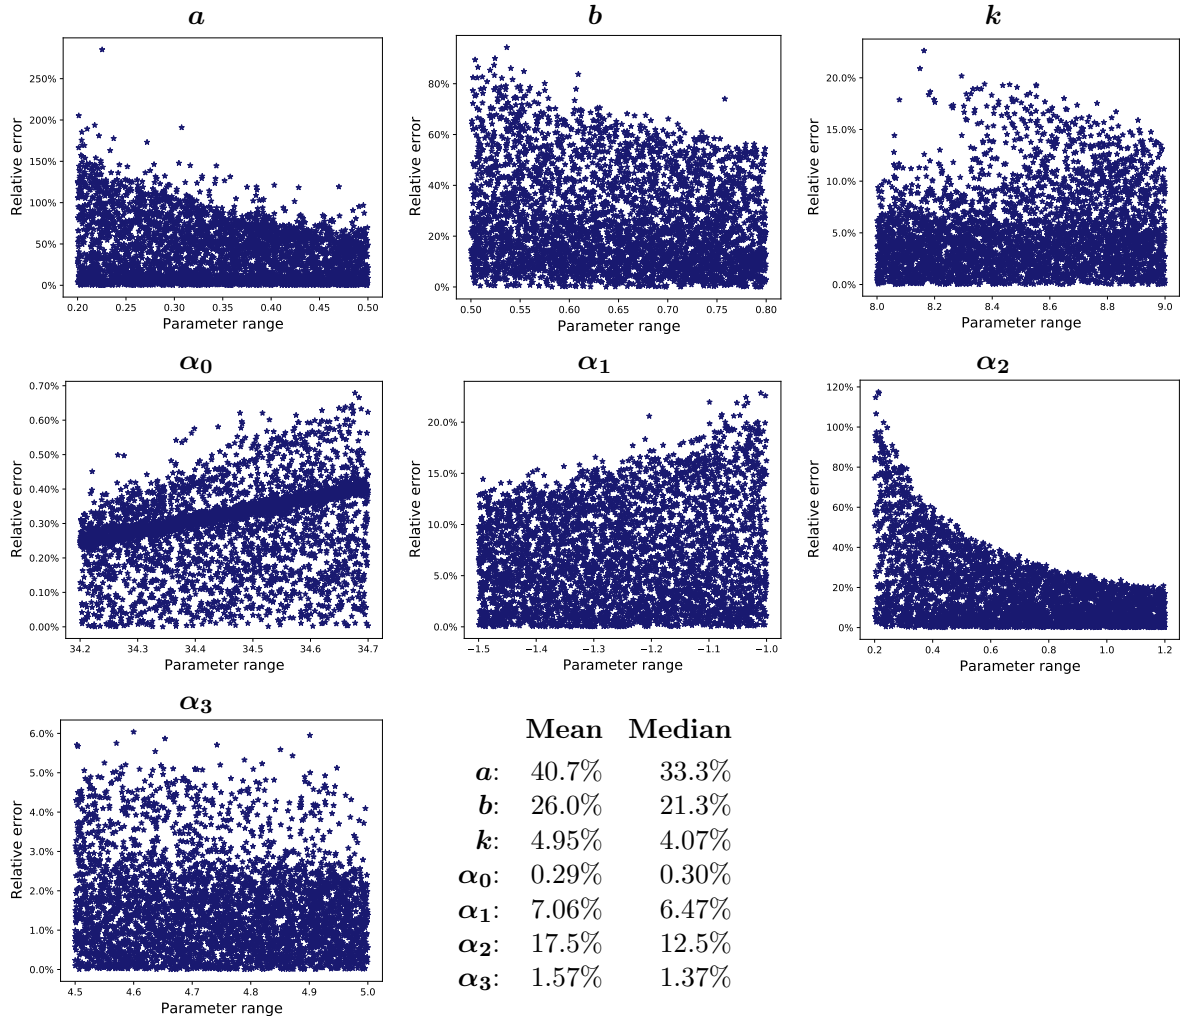 a
250%
200%
150%
100%
50%
0%
Relative error
0.20 0.25 0.30 0.35 0.40 0.45 0.50
Parameter range
b
80%
60%
40%
20%
0%
Relative error
0.50 0.55 0.60 0.65 0.70 0.75 0.80
Parameter range
k
20.0%
15.0%
10.0%
5.0%
0.0%
Relative error
8.0 8.2 8.4 8.6 8.8 9.0
Parameter range
α₀
0.70%
0.60%
0.50%
0.40%
0.30%
0.20%
0.10%
0.00%
Relative error
34.2 34.3 34.4 34.5 34.6 34.7
Parameter range
α₁
20.0%
15.0%
10.0%
5.0%
0.0%
Relative error
−1.5 −1.4 −1.3 −1.2 −1.1 −1.0
Parameter range
α₂
120%
100%
80%
60%
40%
20%
0%
Relative error
0.2 0.4 0.6 0.8 1.0 1.2
Parameter range
α₃
6.0%
5.0%
4.0%
3.0%
2.0%
1.0%
0.0%
Relative error
4.5 4.6 4.7 4.8 4.9 5.0
Parameter range
Mean Median
a: 40.7% 33.3%
b: 26.0% 21.3%
k: 4.95% 4.07%
α₀: 0.29% 0.30%
α₁: 7.06% 6.47%
α₂: 17.5% 12.5%
α₃: 1.57% 1.37%